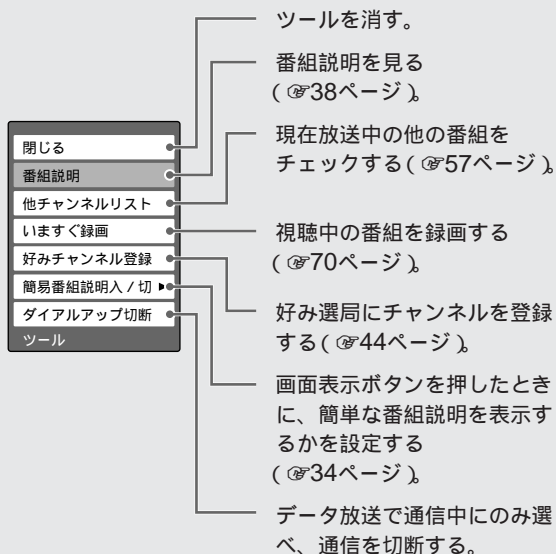 閉じる
番組説明
他チャンネルリスト
いますぐ録画
好みチャンネル登録
簡易番組説明入/切
ダイアルアップ切断
ツール
ツールを消す。
番組説明を見る
(☞38ページ)。
現在放送中の他の番組を
チェックする(☞57ページ)。
視聴中の番組を録画する
(☞70ページ)。
好み選局にチャンネルを登録
する(☞44ページ)。
画面表示ボタンを押したとき
に、簡単な番組説明を表示す
るかを設定する
(☞34ページ)。
データ放送で通信中にのみ選
べ、通信を切断する。